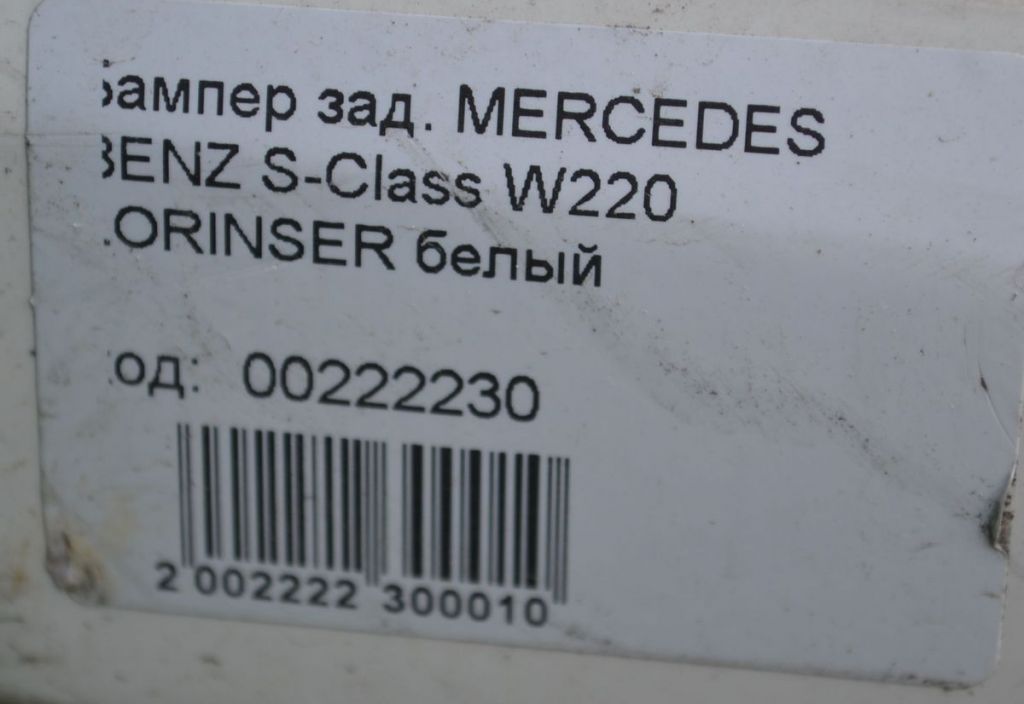 Бампер зад. MERCEDES
BENZ S-Class W220
LORINSER белый
Код: 00222230
2 002222 300010